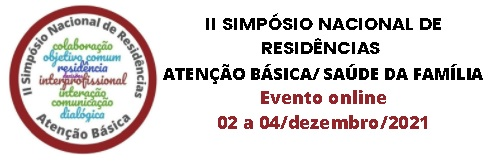 II Simpósio Nacional de Residências
colaboração
objetivo comum
residência
interprofissional
interação
comunicação
dialógica
Atenção Básica
II SIMPÓSIO NACIONAL DE
RESIDÊNCIAS
ATENÇÃO BÁSICA/ SAÚDE DA FAMÍLIA
Evento online
02 a 04/dezembro/2021